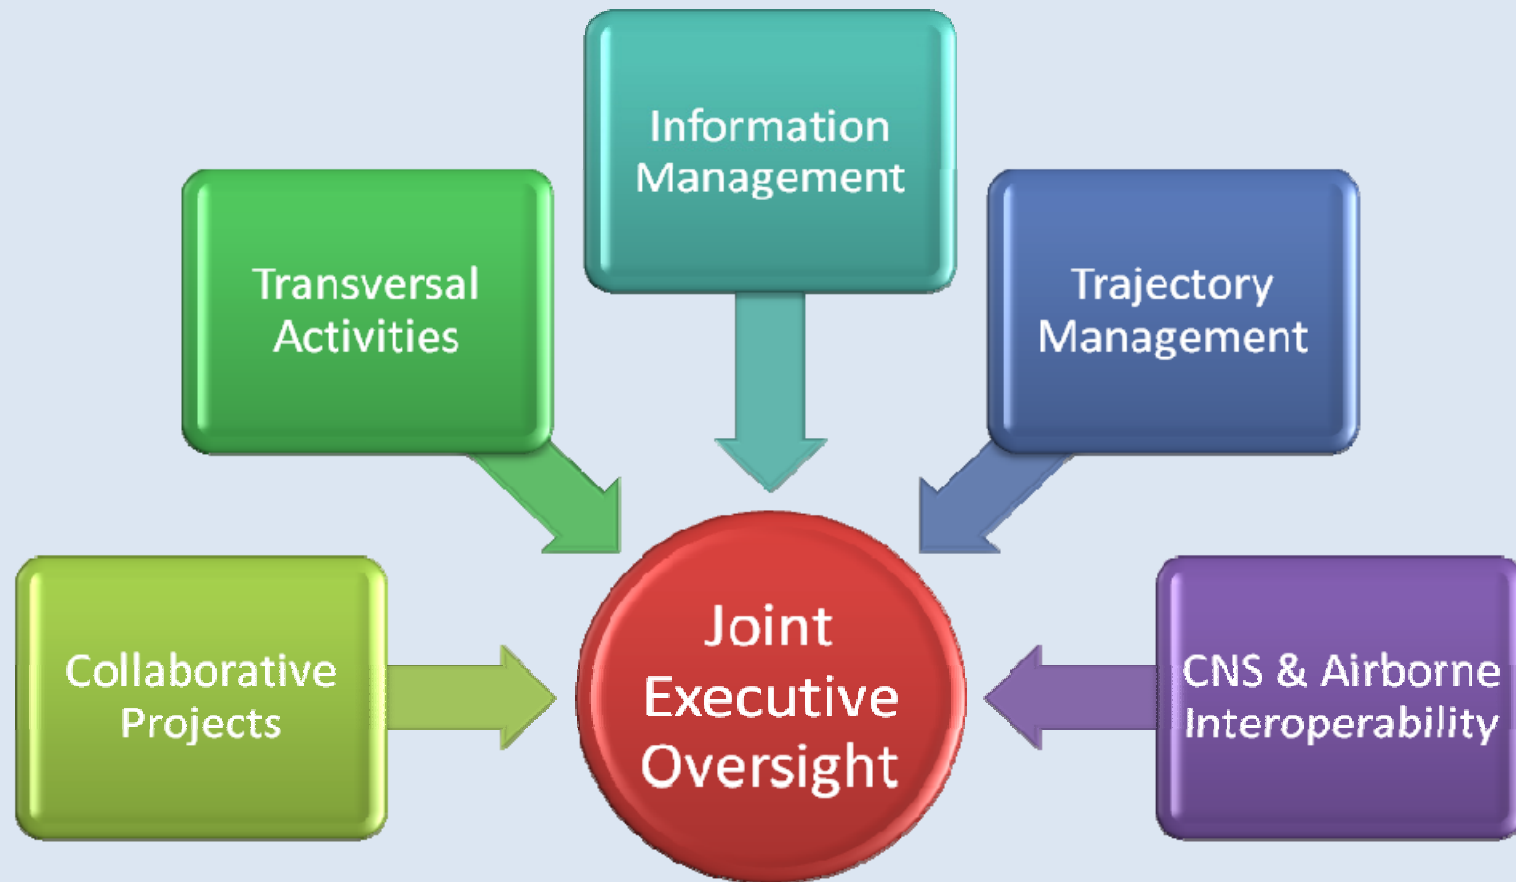 Information
Management
Transversal
Activities
Trajectory
Management
Collaborative
Projects
Joint
Executive
Oversight
CNS & Airborne
Interoperability